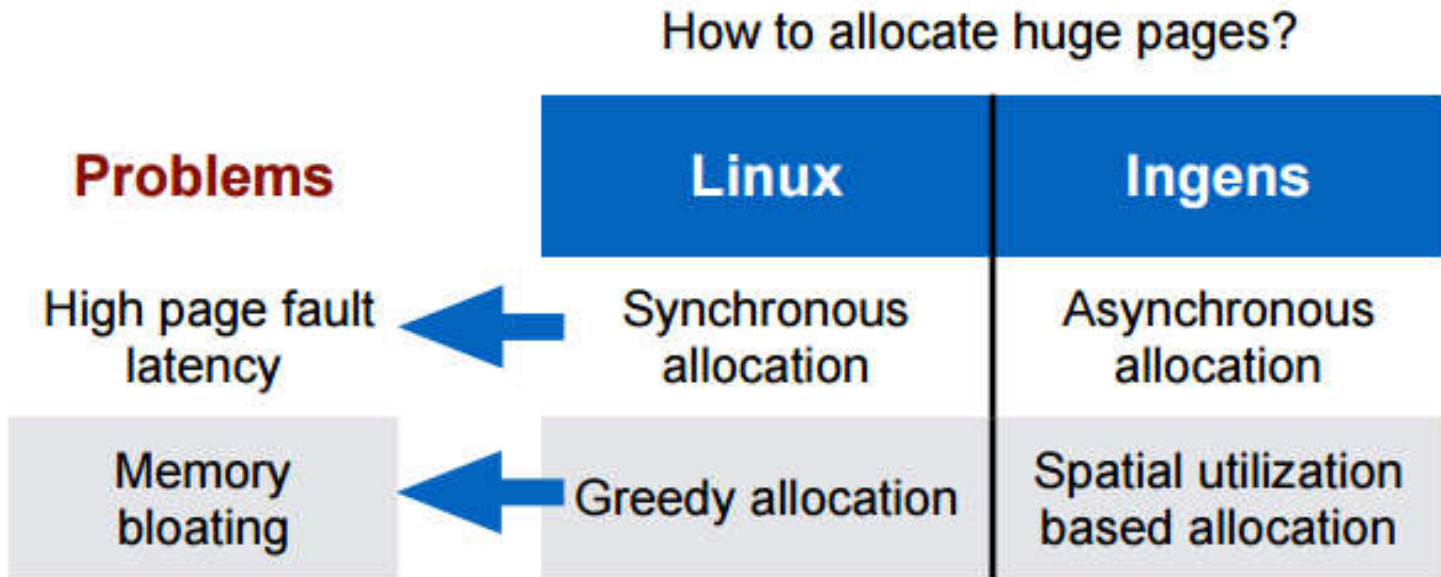 How to allocate huge pages?
Problems
Linux
Ingens
High page fault
latency
Synchronous
allocation
Asynchronous
allocation
Memory
bloating
Greedy allocation
Spatial utilization
based allocation